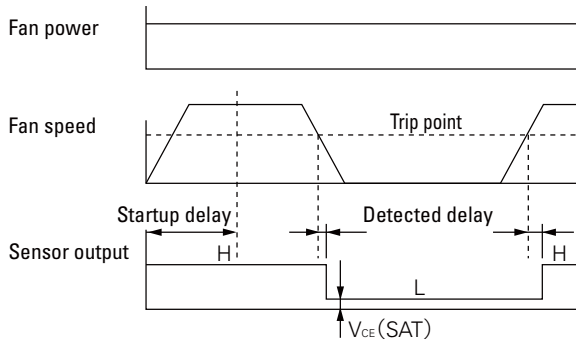 Fan power
Fan speed
Trip point
Startup delay
Detected delay
Sensor output
H
H
L
VCE(SAT)